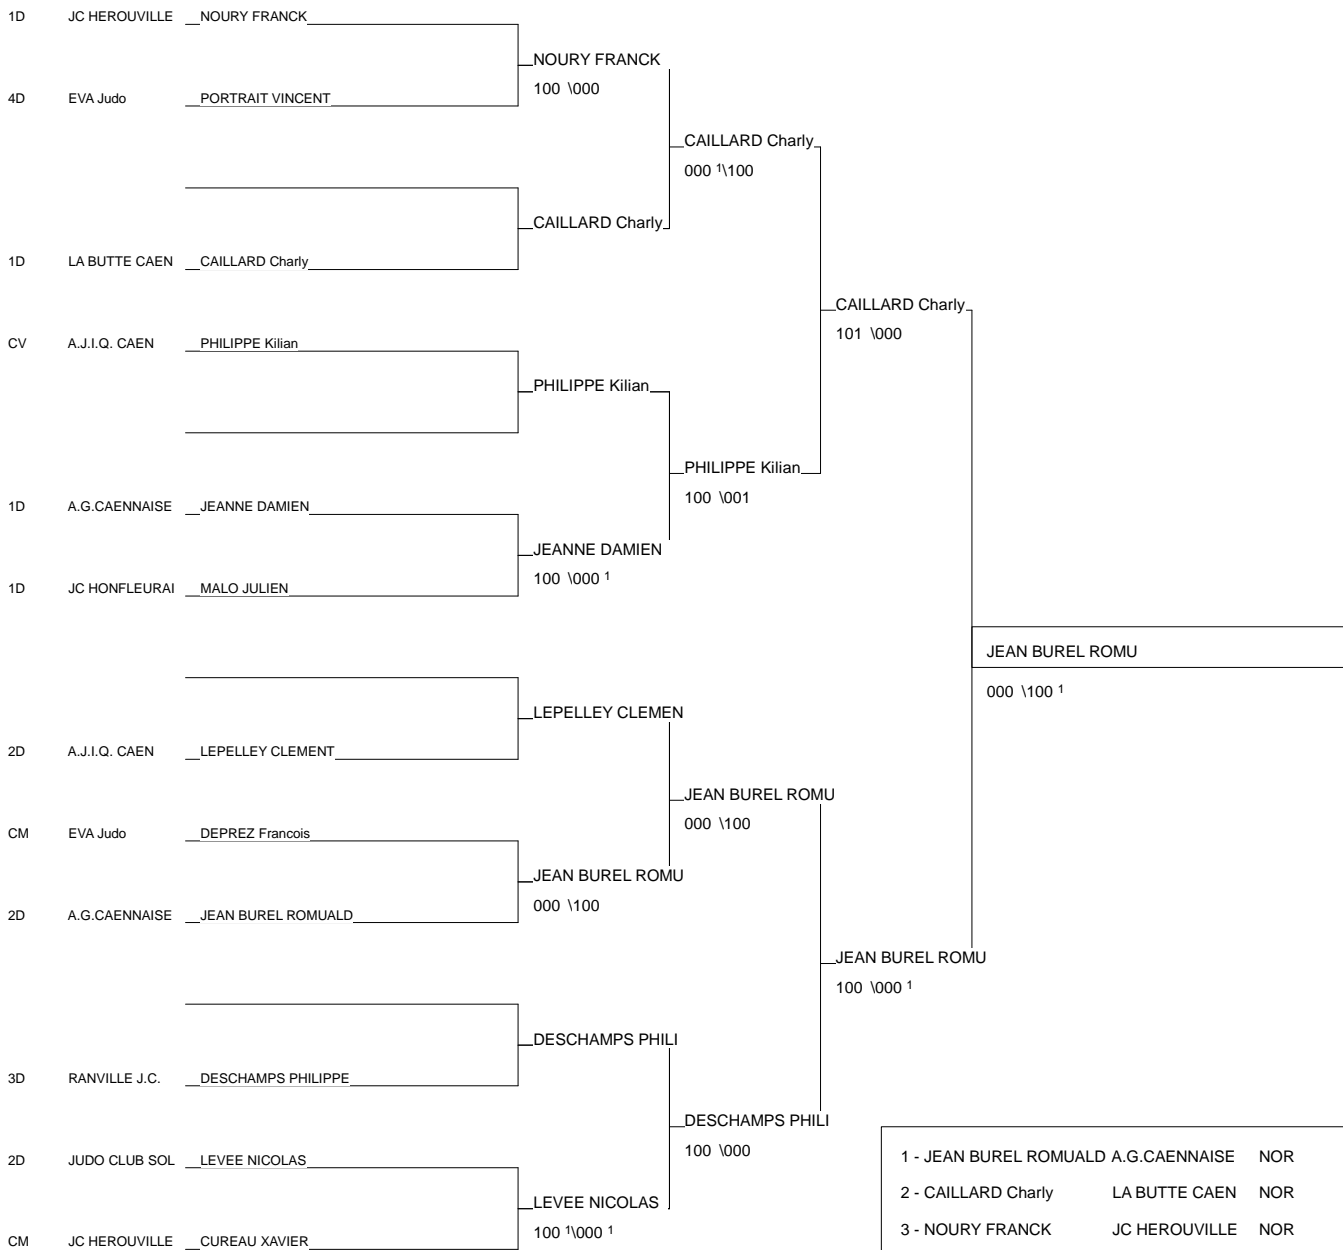 1D JC HEROUVILLE NOURY FRANCK
NOURY FRANCK
100 \000
4D EVA Judo PORTRAIT VINCENT
CAILLARD Charly
000 1\100
CAILLARD Charly
1D LA BUTTE CAEN CAILLARD Charly
CAILLARD Charly
101 \000
CV A.J.I.Q. CAEN PHILIPPE Kilian
PHILIPPE Kilian
PHILIPPE Kilian
100 \001
1D A.G.CAENNAISE JEANNE DAMIEN
JEANNE DAMIEN
100 \000 1
1D JC HONFLEURAI MALO JULIEN
JEAN BUREL ROMU
000 \100 1
LEPELLEY CLEMEN
2D A.J.I.Q. CAEN LEPELLEY CLEMENT
JEAN BUREL ROMU
000 \100
CM EVA Judo DEPREZ Francois
JEAN BUREL ROMU
000 \100
2D A.G.CAENNAISE JEAN BUREL ROMUALD
JEAN BUREL ROMU
100 \000 1
DESCHAMPS PHILI
3D RANVILLE J.C. DESCHAMPS PHILIPPE
DESCHAMPS PHILI
100 \000
2D JUDO CLUB SOL LEVEE NICOLAS
LEVEE NICOLAS
100 1\000 1
CM JC HEROUVILLE CUREAU XAVIER
1 - JEAN BUREL ROMUALD A.G.CAENNAISE NOR
2 - CAILLARD Charly LA BUTTE CAEN NOR
3 - NOURY FRANCK JC HEROUVILLE NOR